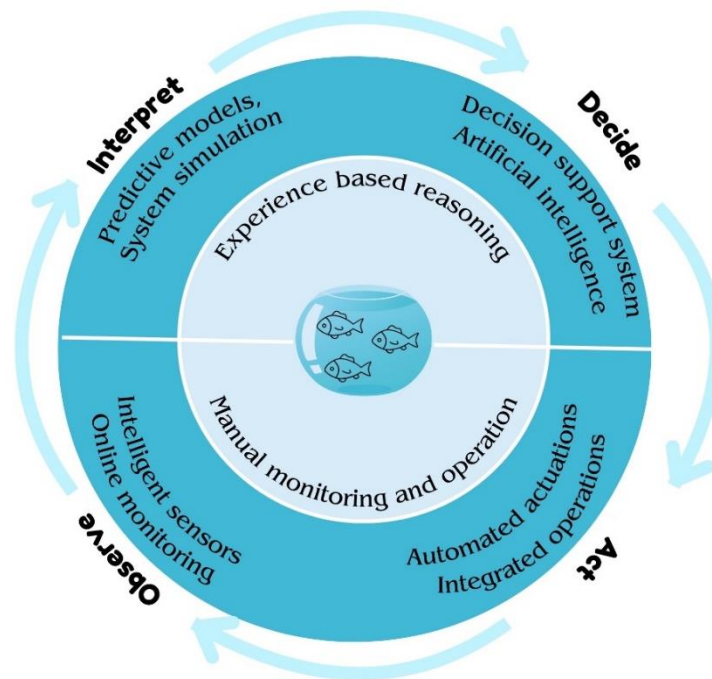 Interpret
Predictive models,
System simulation
Decide
Decision support system
Artificial intelligence
Experience based reasoning
Manual monitoring and operation
Observe
Intelligent sensors
Online monitoring
Act
Automated actuations
Integrated operations